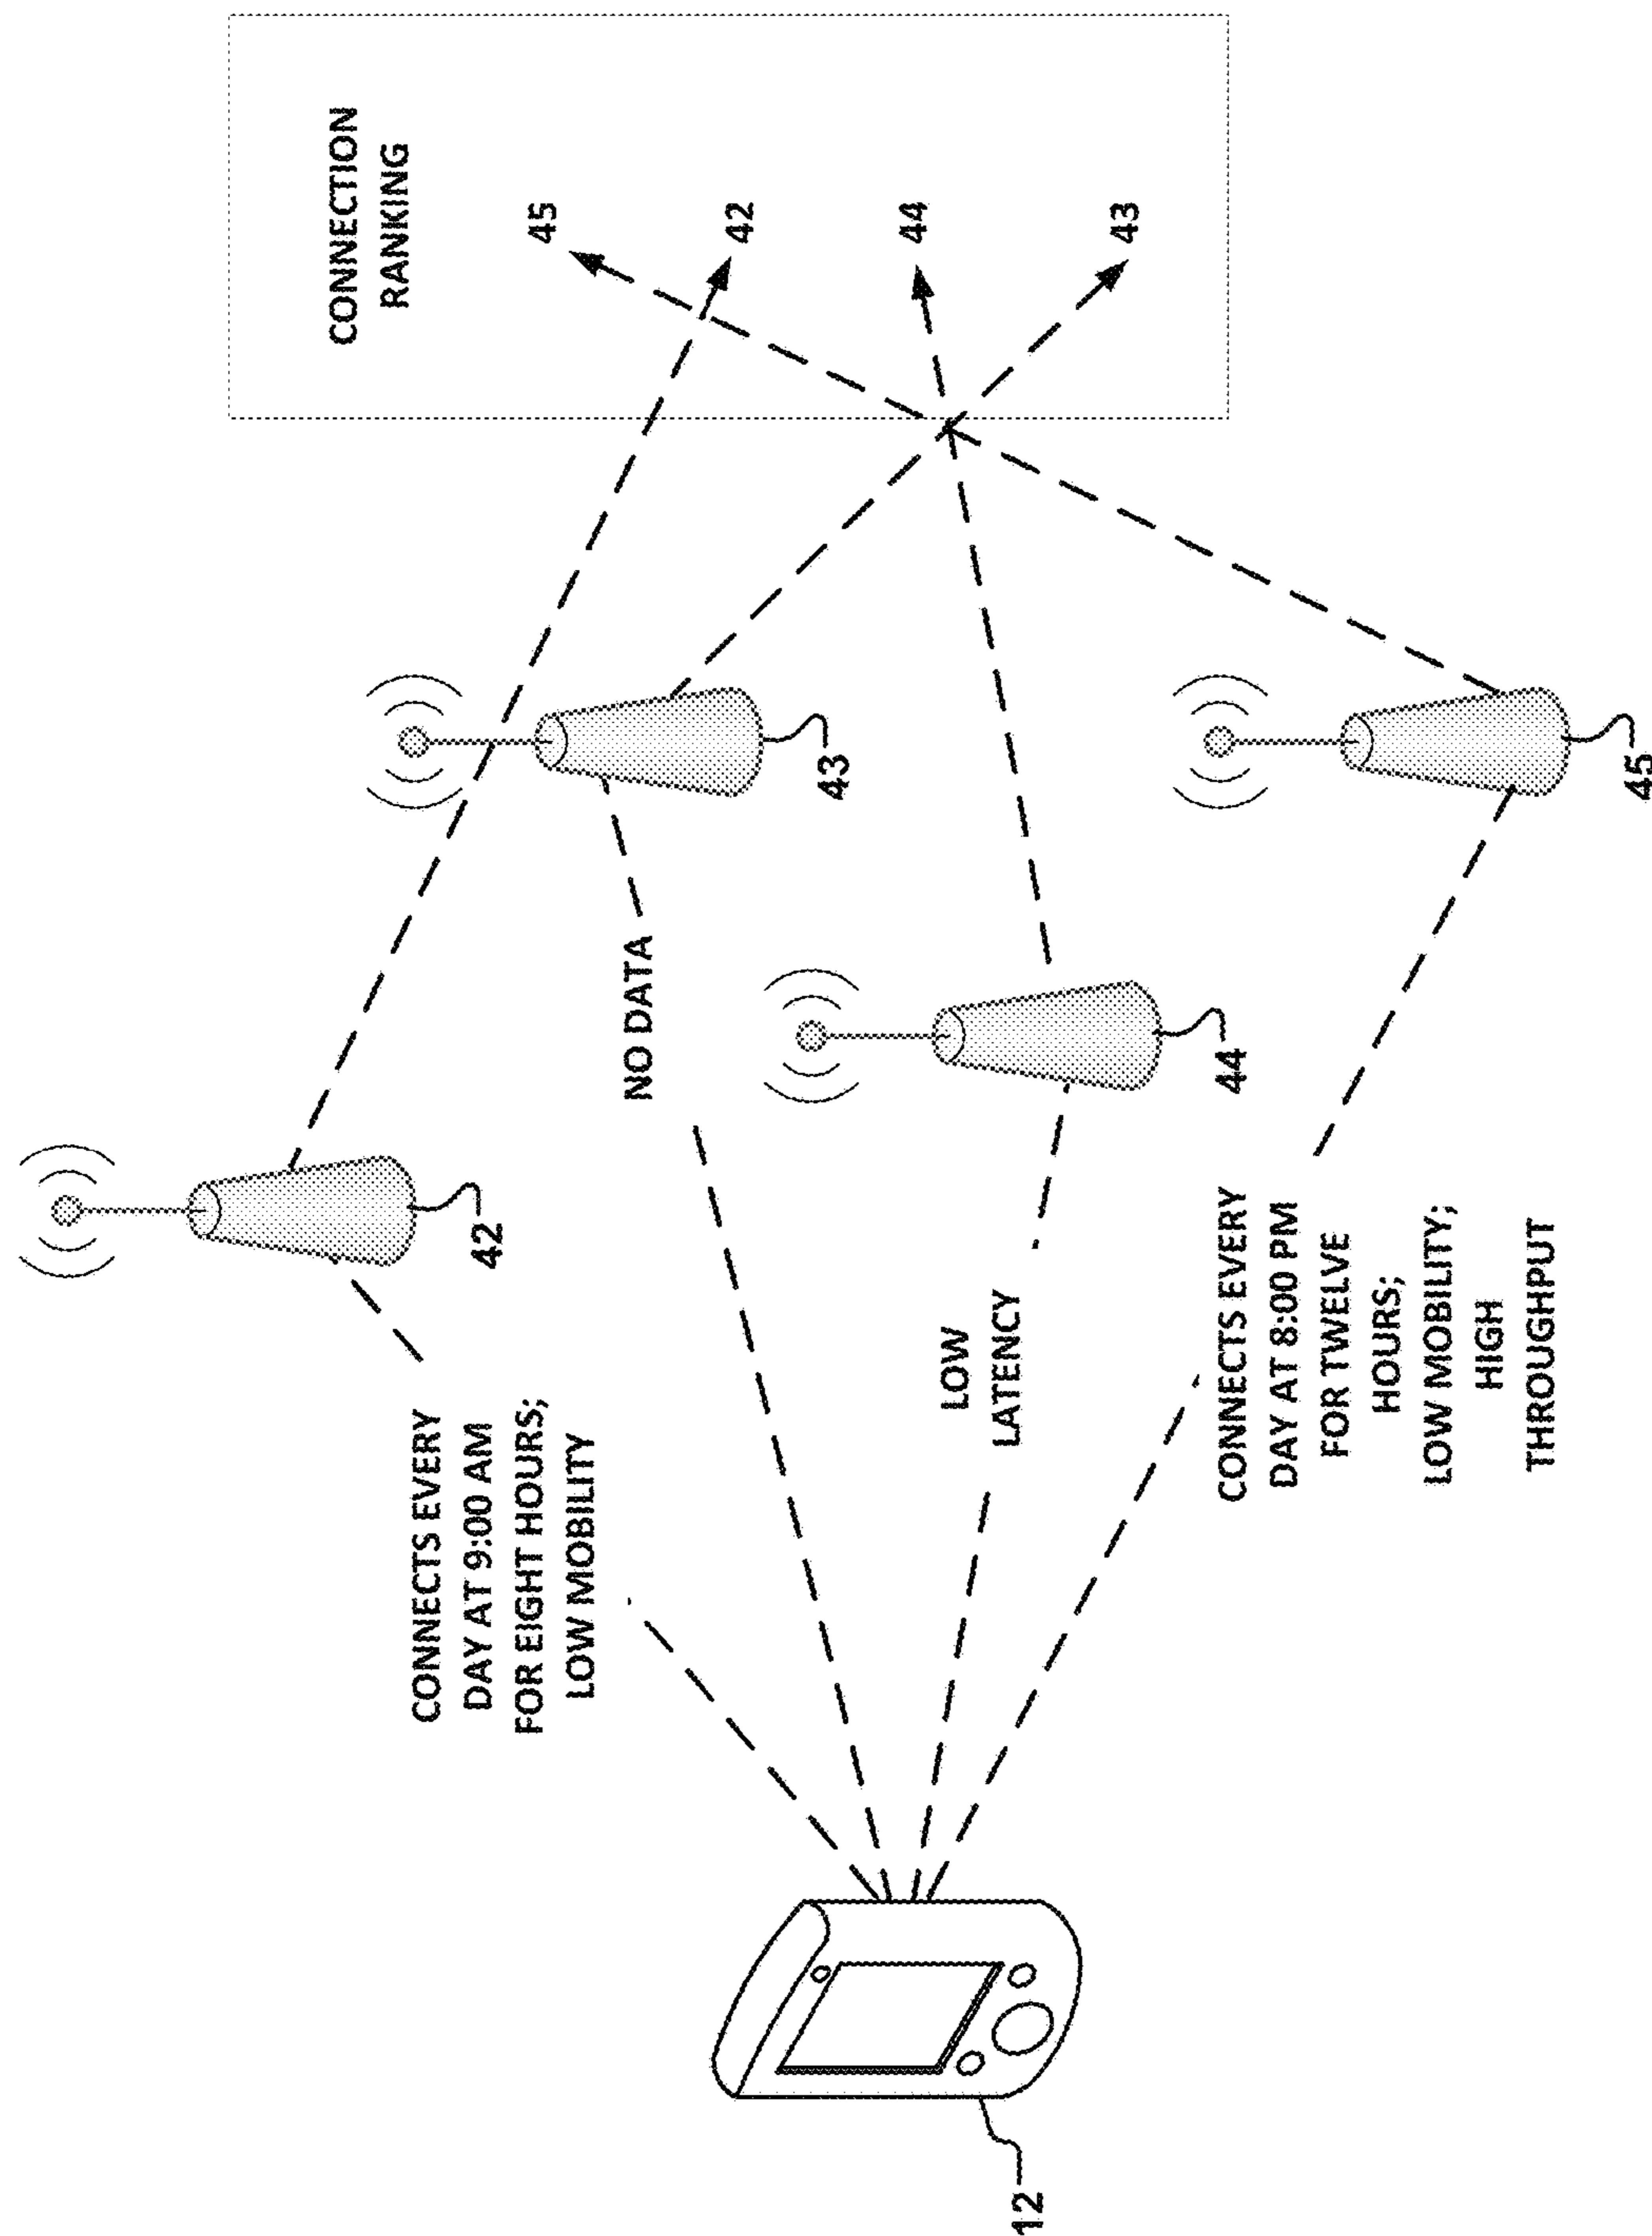 CONNECTION
RANKING
45
42
44
43
42
43
44
45
CONNECTS EVERY
DAY AT 9:00 AM
FOR EIGHT HOURS;
LOW MOBILITY
NO DATA
LOW
LATENCY
CONNECTS EVERY
DAY AT 8:00 PM
FOR TWELVE
HOURS;
LOW MOBILITY;
HIGH
THROUGHPUT
12